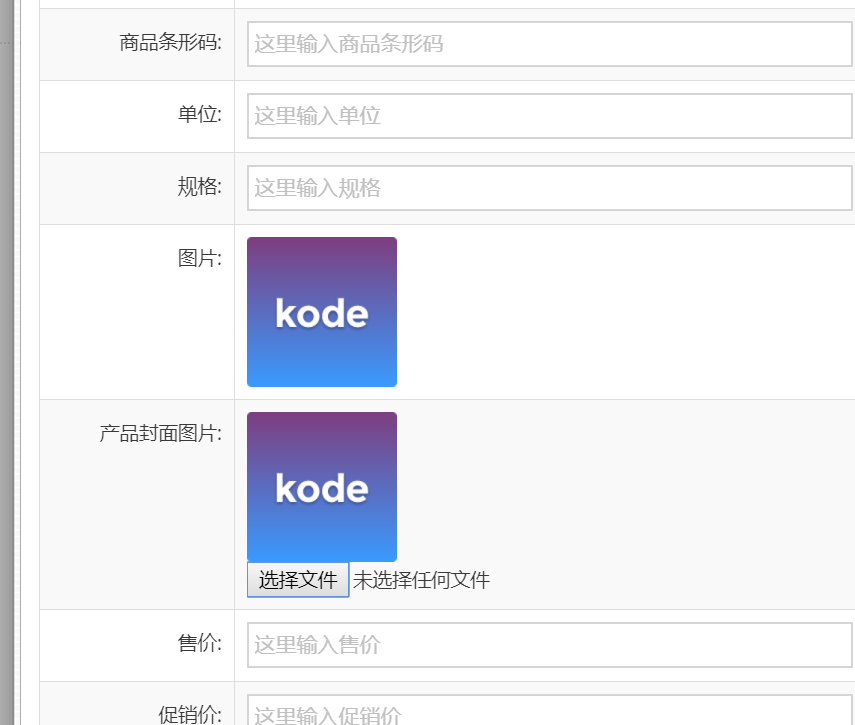 商品条形码: 这里输入商品条形码
单位: 这里输入单位
规格: 这里输入规格
图片:
kode
产品封面图片:
kode
选择文件 未选择任何文件
售价: 这里输入售价
促销价: 这里输入促销价